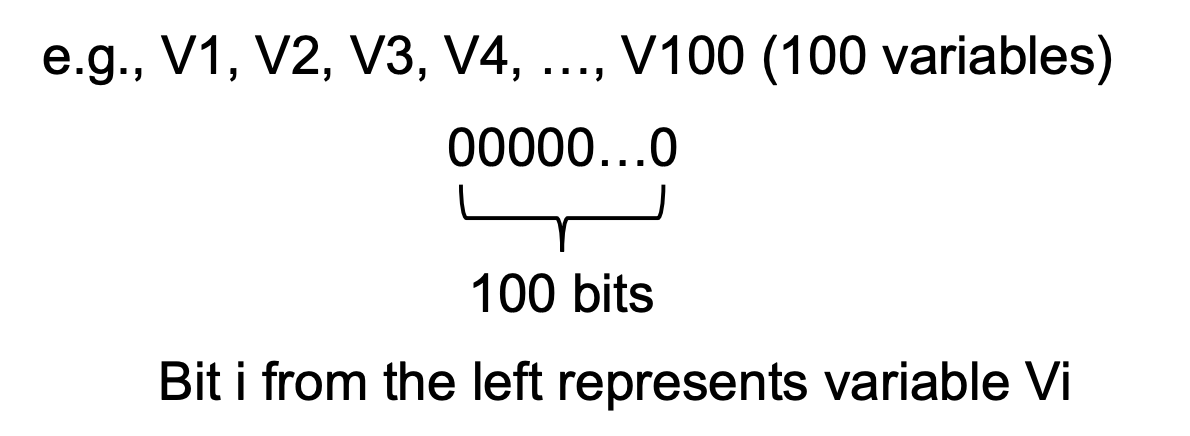 e.g., V1, V2, V3, V4, …, V100 (100 variables)
00000…0
100 bits
Bit i from the left represents variable Vi